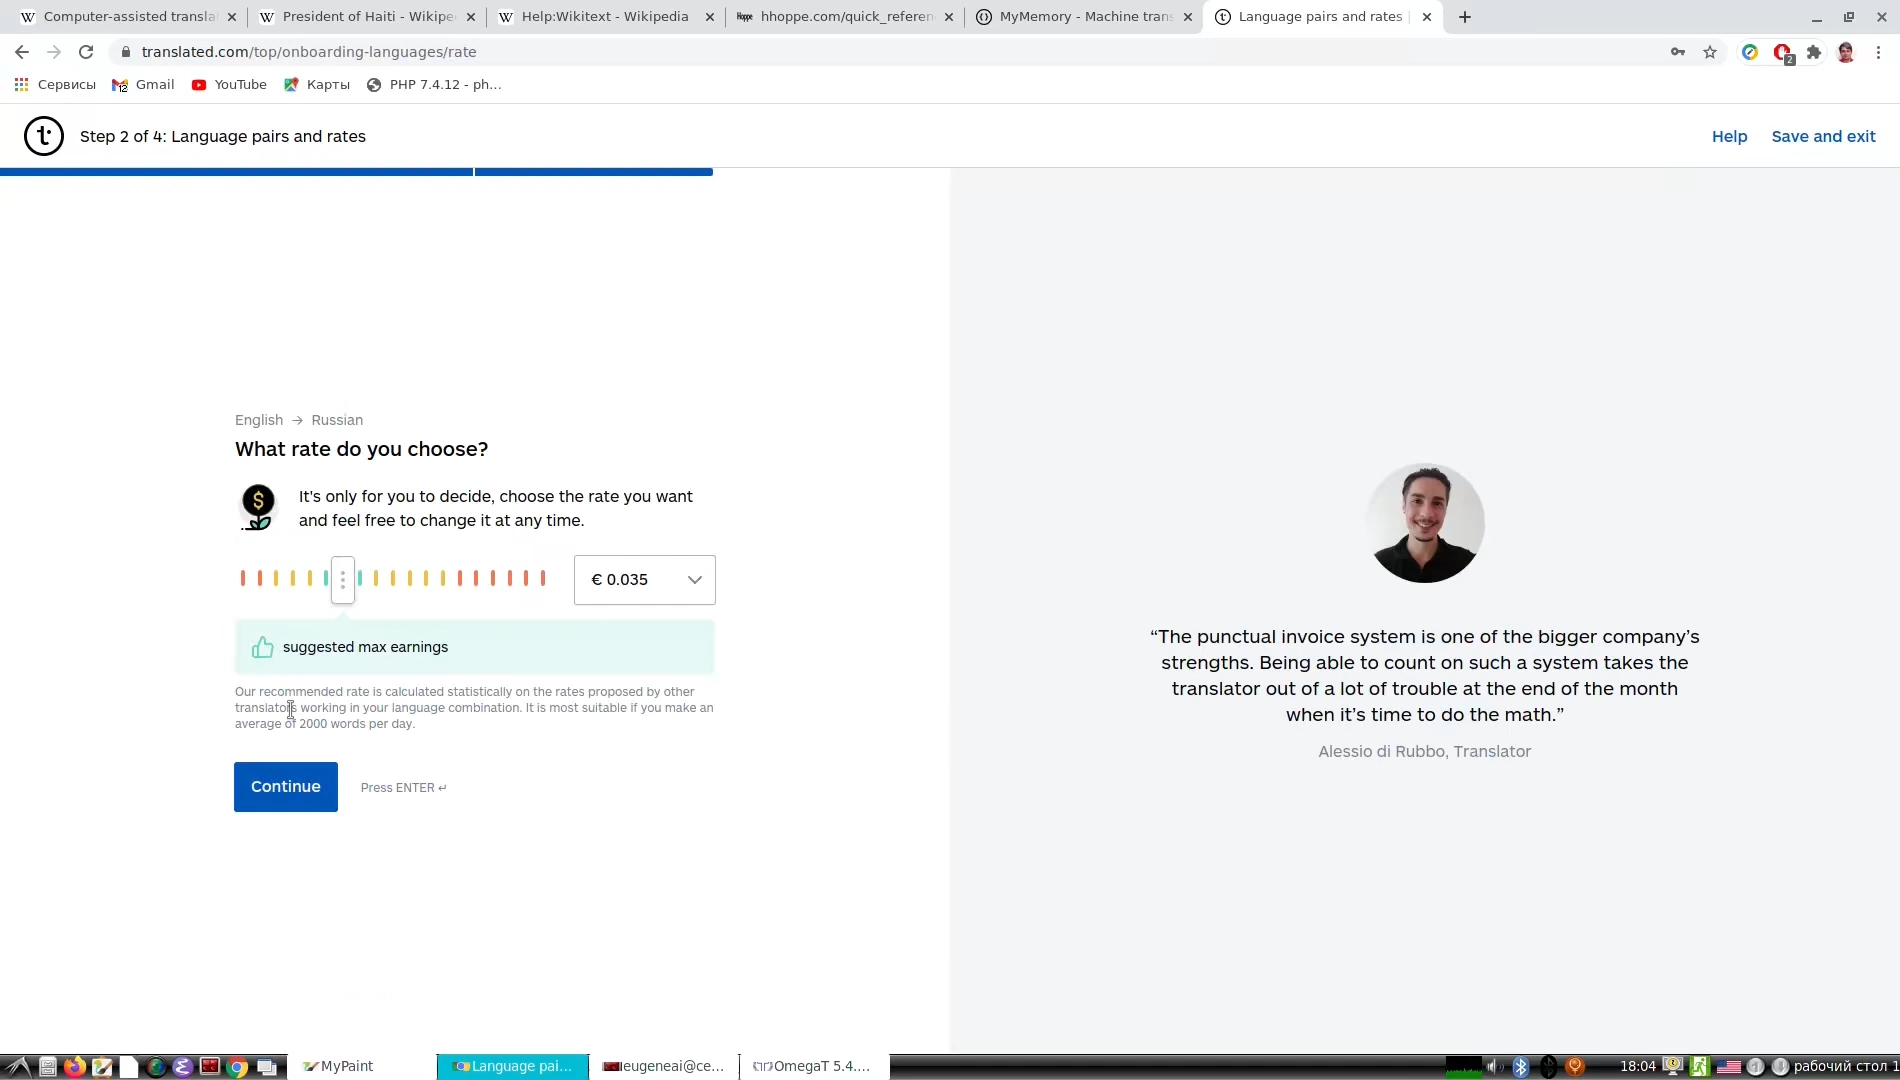 Computer-assisted transla
President of Haiti - Wikipe
Help:Wikitext - Wikipedia
Hoppe
hhoppe.com/quick_referen
MyMemory - Machine trans
Language pairs and rates
translated.com/top/onboarding-languages/rate
2
Сервисы
Gmail
YouTube
Карты
PHP 7.4.12 - ph...
Step 2 of 4: Language pairs and rates
Help
Save and exit
English → Russian
What rate do you choose?
It's only for you to decide, choose the rate you want
and feel free to change it at any time.
€ 0.035
suggested max earnings
Our recommended rate is calculated statistically on the rates proposed by other
translators working in your language combination. It is most suitable if you make an
average of 2000 words per day.
Continue
Press ENTER ↵
“The punctual invoice system is one of the bigger company’s
strengths. Being able to count on such a system takes the
translator out of a lot of trouble at the end of the month
when it’s time to do the math.”
Alessio di Rubbo, Translator
MyPaint
Language pai...
eugeneai@ce...
OmegaT 5.4....
18:04
рабочий стол 1